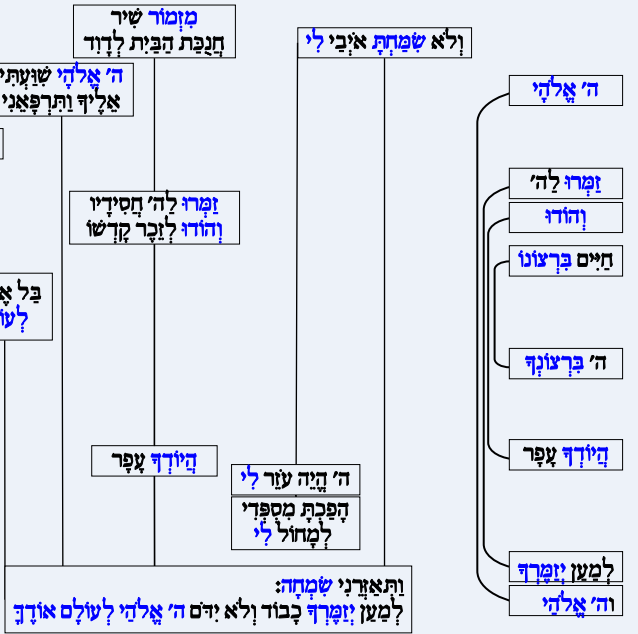 מִזְמוֹר שִׁיר
חֲנֻכַּת הַבַּיִת לְדָוִד
וְלֹא שִׂמַּחְתָּ אֹיְבַי לִי
ה' אֱלֹהָי שִׁוַּעְתִּי
אֵלֶיךָ וַתִּרְפָּאֵנִי
ה' אֱלֹהָי
זַמְּרוּ לַה'
וְהוֹדוּ
זַמְּרוּ לַה' חֲסִידָיו
וְהוֹדוּ לְזֵכֶר קָדְשׁוֹ
חַיִּים בִּרְצוֹנוֹ
בַּל
ה' בִּרְצוֹנְךָ
הֲיוֹדְךָ עָפָר
הֲיוֹדְךָ עָפָר
ה' הֱיֵה עֹזֵר לִי
הָפַכְתָּ מִסְפְּדִי
לְמָחוֹל לִי
לְמַעַן יְזַמֶּרְךָ
וה' אֱלֹהַי
וַתְּאַזְּרֵנִי שִׂמְחָה:
לְמַעַן יְזַמֶּרְךָ כָבוֹד וְלֹא יִדֹּם ה' אֱלֹהַי לְעוֹלָם אוֹדֶךָּ